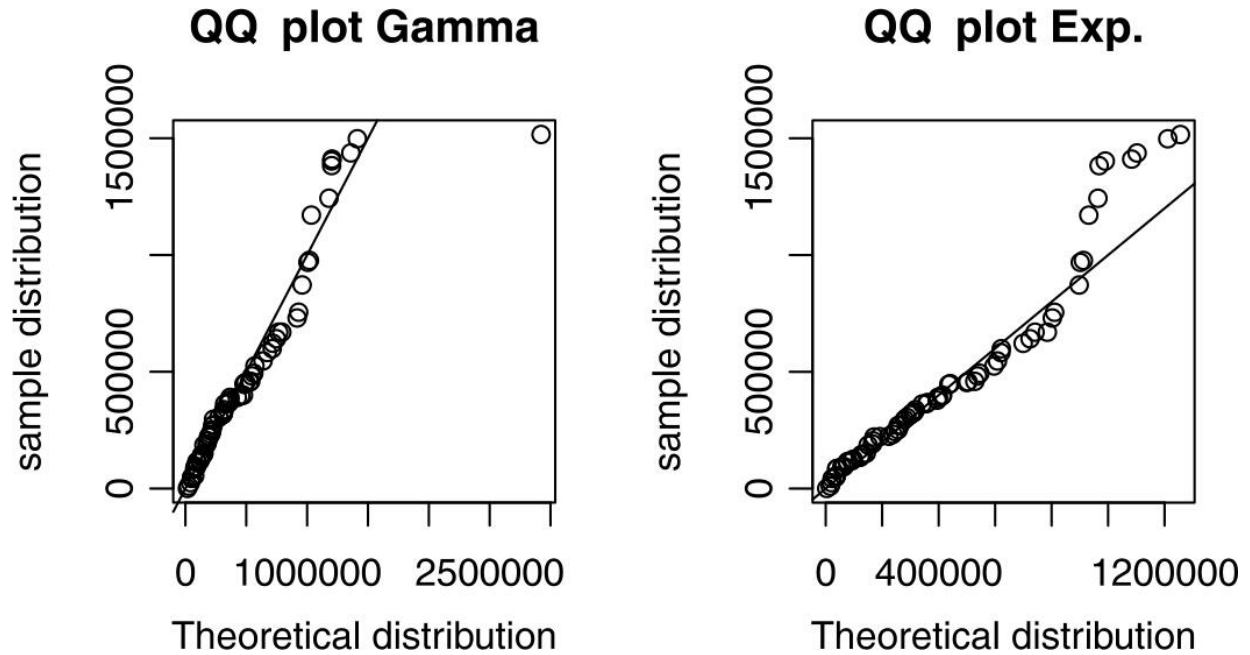 QQ plot Gamma
sample distribution
0 500000 1500000
0 1000000 2500000
Theoretical distribution
QQ plot Exp.
sample distribution
0 500000 1500000
0 400000 1200000
Theoretical distribution